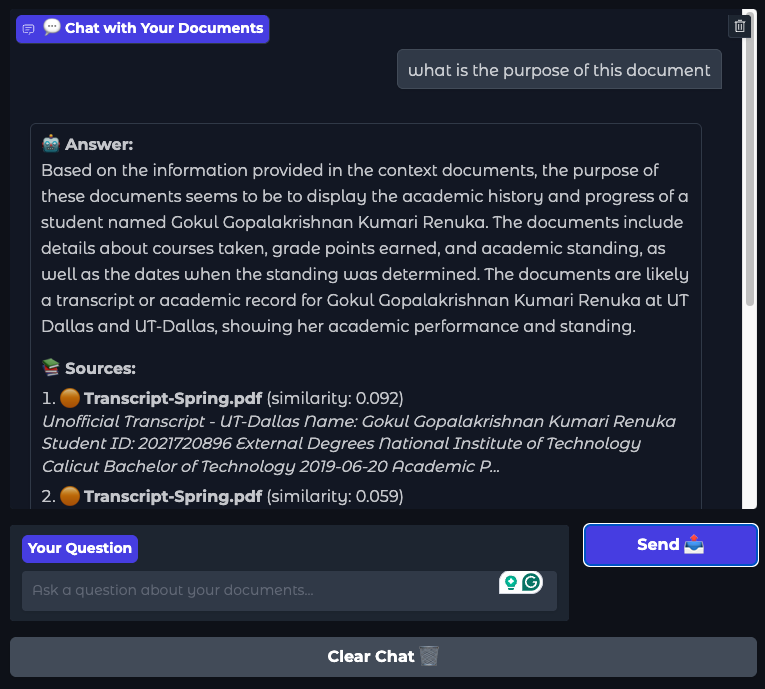 💬 Chat with Your Documents
what is the purpose of this document
🤖 Answer:
Based on the information provided in the context documents, the purpose of
these documents seems to be to display the academic history and progress of a
student named Gokul Gopalakrishnan Kumari Renuka. The documents include
details about courses taken, grade points earned, and academic standing, as
well as the dates when the standing was determined. The documents are likely
a transcript or academic record for Gokul Gopalakrishnan Kumari Renuka at UT
Dallas and UT-Dallas, showing her academic performance and standing.
📚 Sources:
1. 🟠 Transcript-Spring.pdf (similarity: 0.092)
Unofficial Transcript - UT-Dallas Name: Gokul Gopalakrishnan Kumari Renuka
Student ID: 2021720896 External Degrees National Institute of Technology
Calicut Bachelor of Technology 2019-06-20 Academic P...
2. 🟠 Transcript-Spring.pdf (similarity: 0.059)
Your Question
Ask a question about your documents...
Send 📤
Clear Chat 🗑️